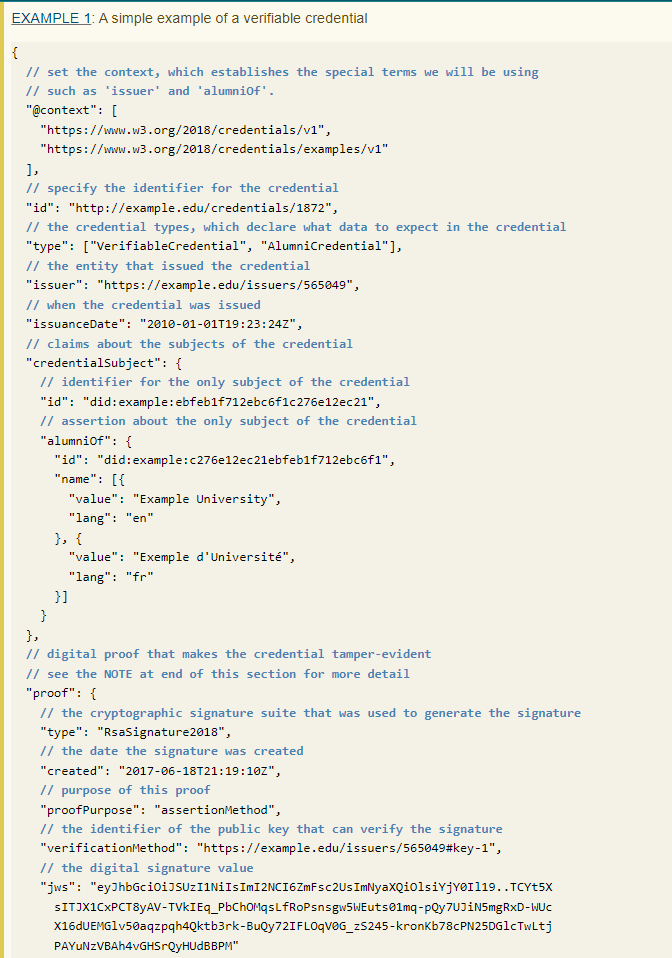 EXAMPLE 1: A simple example of a verifiable credential
{
// set the context, which establishes the special terms we will be using
// such as 'issuer' and 'alumniOf'.
"@context": [
"https://www.w3.org/2018/credentials/v1",
"https://www.w3.org/2018/credentials/examples/v1"
],
// specify the identifier for the credential
"id": "http://example.edu/credentials/1872",
// the credential types, which declare what data to expect in the credential
"type": ["VerifiableCredential", "AlumniCredential"],
// the entity that issued the credential
"issuer": "https://example.edu/issuers/565049",
// when the credential was issued
"issuanceDate": "2010-01-01T19:23:24Z",
// claims about the subjects of the credential
"credentialSubject": {
// identifier for the only subject of the credential
"id": "did:example:ebfeb1f712ebc6f1c276e12ec21",
// assertion about the only subject of the credential
"alumniOf": {
"id": "did:example:c276e12ec21ebfeb1f712ebc6f1",
"name": [{
"value": "Example University",
"lang": "en"
}, {
"value": "Exemple d'Université",
"lang": "fr"
}]
}
},
// digital proof that makes the credential tamper-evident
// see the NOTE at end of this section for more detail
"proof": {
// the cryptographic signature suite that was used to generate the signature
"type": "RsaSignature2018",
// the date the signature was created
"created": "2017-06-18T21:19:10Z",
// purpose of this proof
"proofPurpose": "assertionMethod",
// the identifier of the public key that can verify the signature
"verificationMethod": "https://example.edu/issuers/565049#key-1",
// the digital signature value
"jws": "eyJhbGciOiJSUzI1NiIsImI2NCI6ZmFsc2UsImNyaXQiOlsiYjY0Il19..TCYt5X
sITJX1CxPCT8yAV-TVkIEq_PbChOMqsLfRoPsnsgw5WEuts01mq-pQy7UJiN5mgRxD-WUc
X16dUEMGlv50aqzpqh4Qktb3rk-BuQy72IFLOqV0G_zS245-kronKb78cPN25DGlcTwLtj
PAYuNzVBAh4vGHSrQyHUdBBPM"